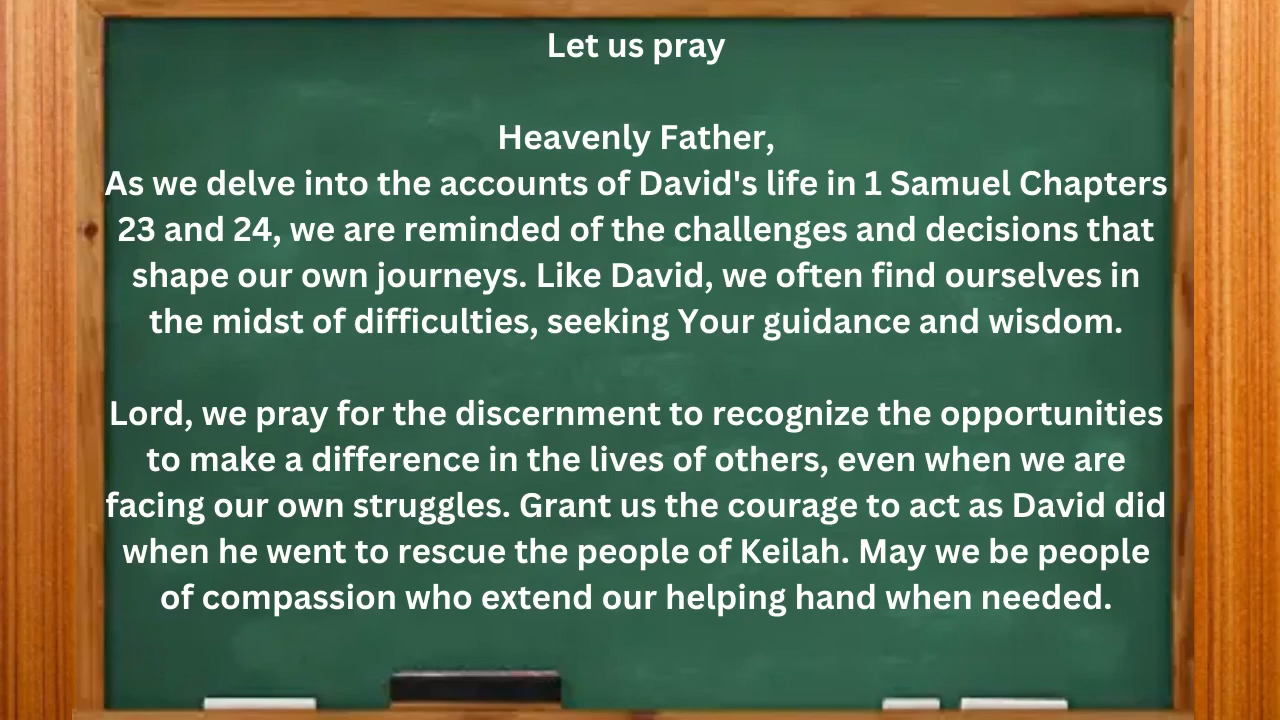 Let us pray
Heavenly Father,
As we delve into the accounts of David's life in 1 Samuel Chapters
23 and 24, we are reminded of the challenges and decisions that
shape our own journeys. Like David, we often find ourselves in
the midst of difficulties, seeking Your guidance and wisdom.
Lord, we pray for the discernment to recognize the opportunities
to make a difference in the lives of others, even when we are
facing our own struggles. Grant us the courage to act as David did
when he went to rescue the people of Keilah. May we be people
of compassion who extend our helping hand when needed.